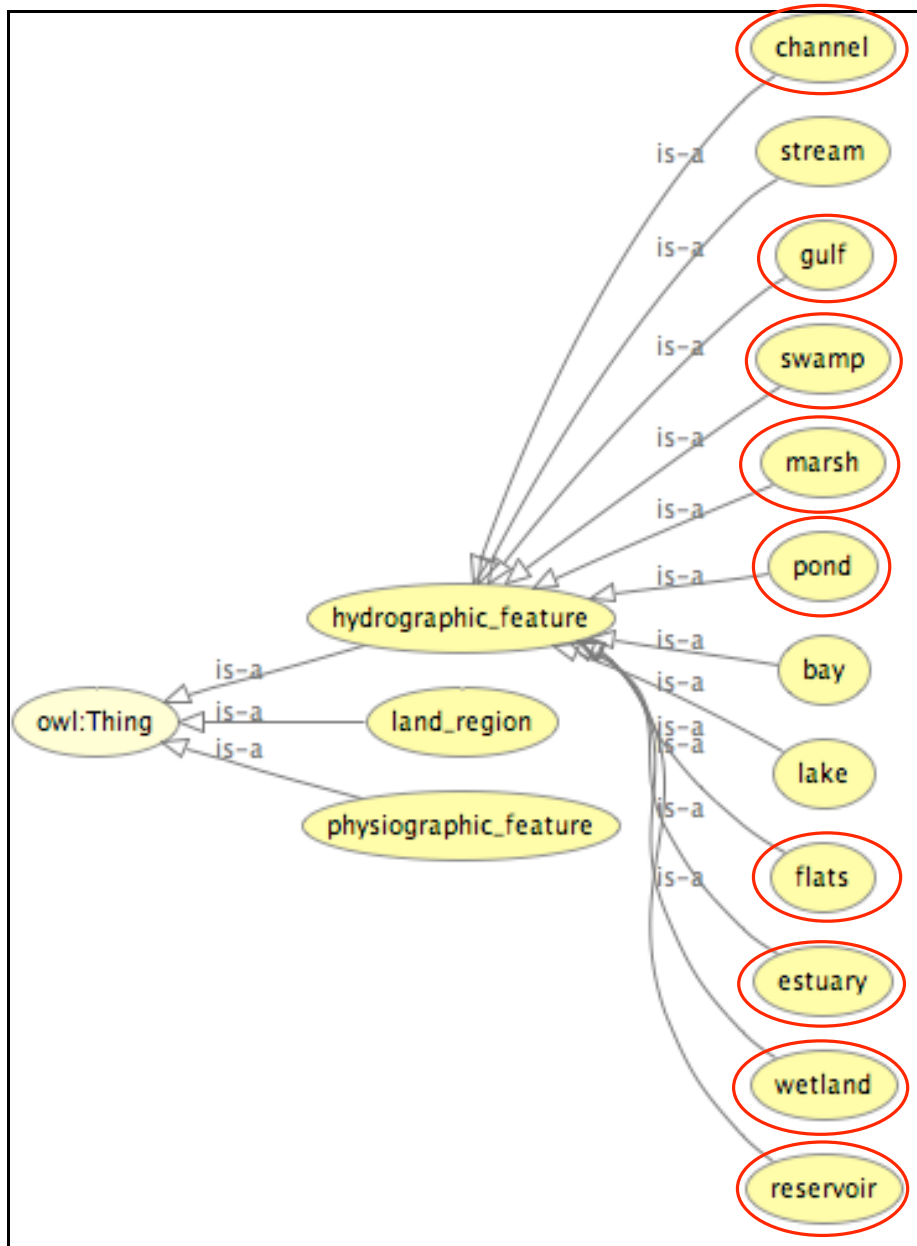 channel
is-a
stream
is-a
gulf
is-a
swamp
is-a
marsh
is-a
pond
is-a
hydrographic_feature
bay
is-a
is-a
is-a
owl:Thing
is-a
land_region
is-a
is-a
is-a
lake
is-a
physiographic_feature
flats
is-a
estuary
wetland
reservoir